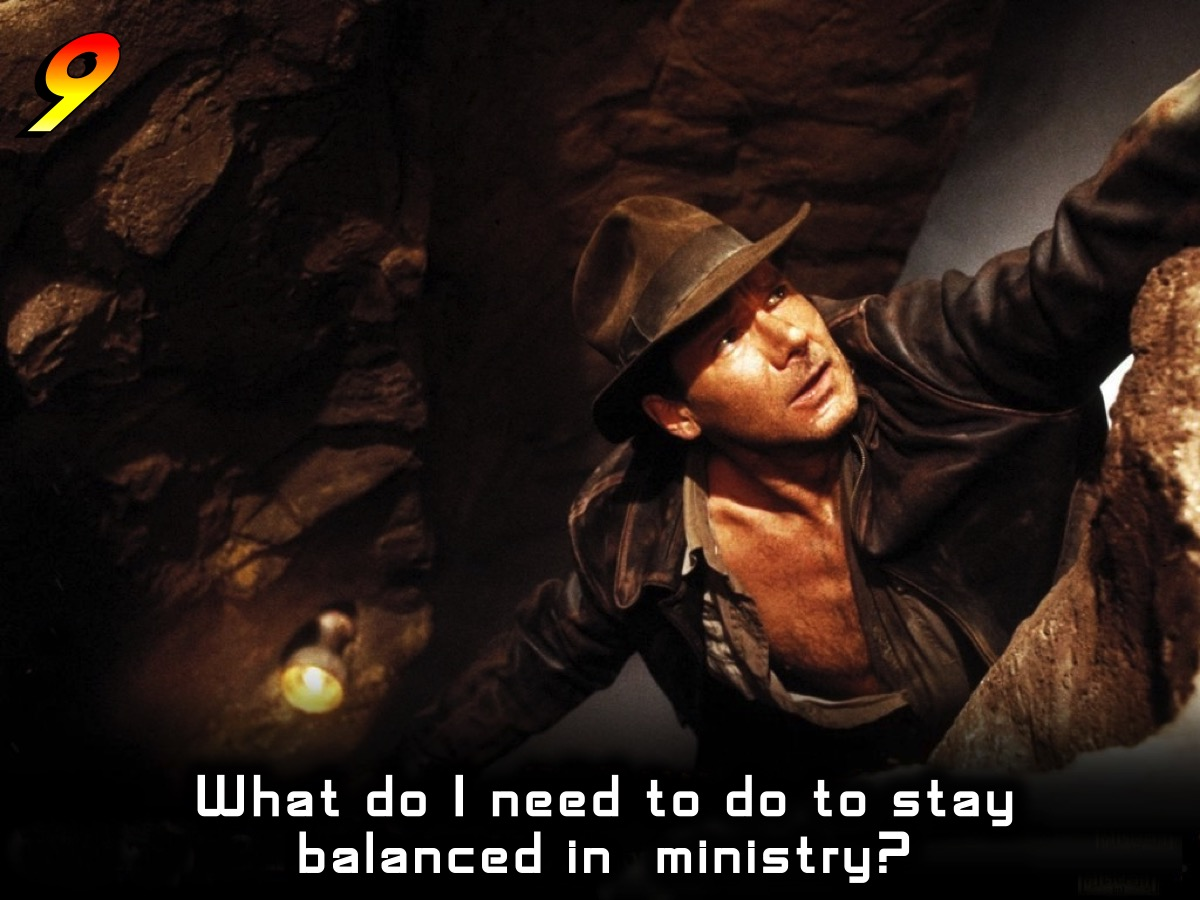 9
What do I need to do to stay
balanced in ministry?